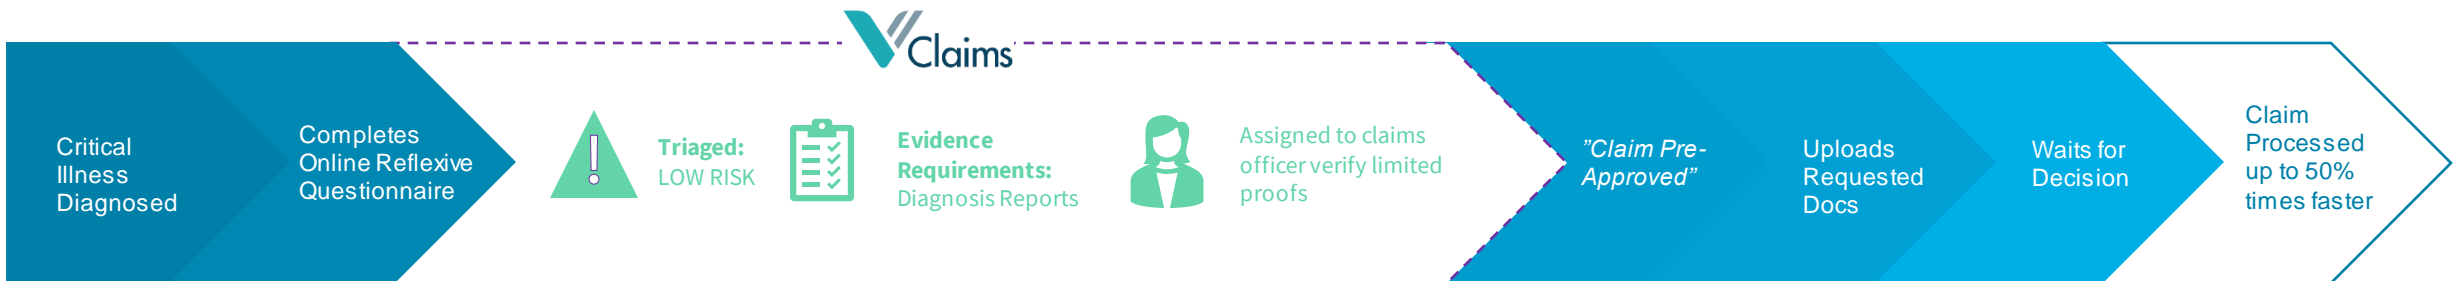 Claims
Critical
Illness
Diagnosed
Completes
Online Reflexive
Questionnaire
!
Triaged:
LOW RISK
Evidence
Requirements:
Diagnosis Reports
Assigned to claims
officer verify limited
proofs
”Claim Pre-
Approved”
Uploads
Requested
Docs
Waits for
Decision
Claim
Processed
up to 50%
times faster